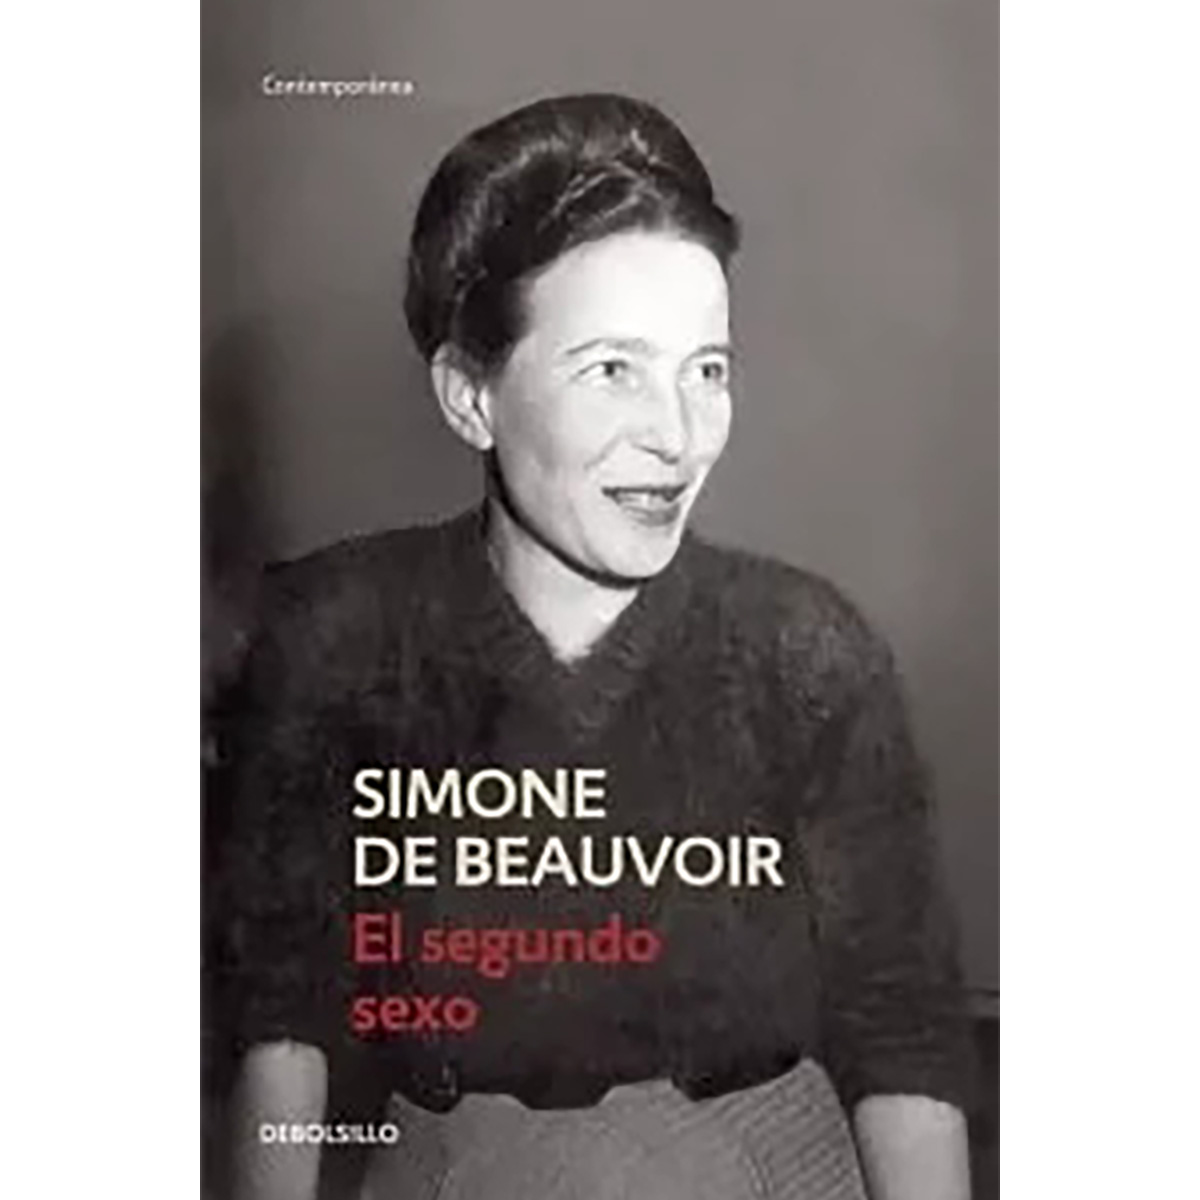 Contemporánea
SIMONE
DE BEAUVOIR
El segundo
sexo
DEBOLSILLO